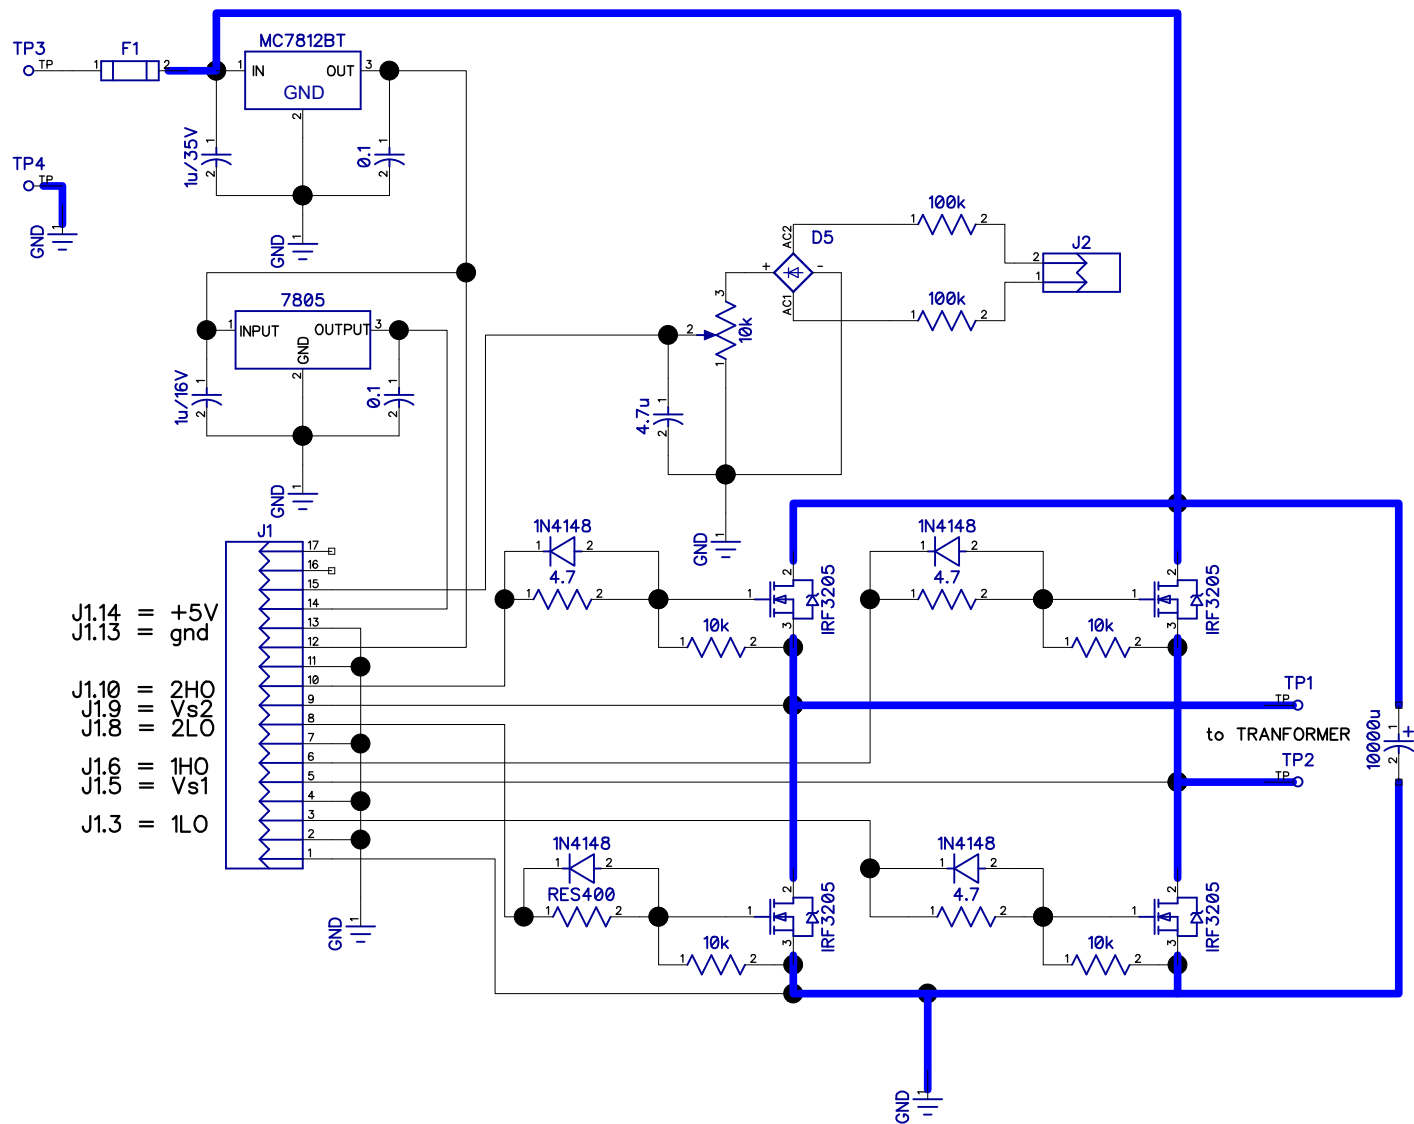 TP3
TP
1
F1
2
MC7812BT
1
IN
OUT
3
GND
2
1u/35V
1
2
0.1
1
2
GND
1
TP4
TP
GND
1
7805
1
INPUT
OUTPUT
3
GND
2
1u/16V
1
2
0.1
1
2
GND
1
D5
AC2
AC1
+
-
100k
1
2
100k
1
2
J2
2
1
10k
3
2
1
4.7u
1
2
GND
1
J1
17
16
15
14
13
12
11
10
9
8
7
6
5
4
3
2
1
J1.14 = +5V
J1.13 = gnd
J1.10 = 2HO
J1.9 = Vs2
J1.8 = 2LO
J1.6 = 1HO
J1.5 = Vs1
J1.3 = 1LO
GND
1
1N4148
1
2
4.7
1
2
10k
1
2
IRF3205
1
2
3
1N4148
1
2
4.7
1
2
10k
1
2
IRF3205
1
2
3
TP1
TP
to TRANFORMER
TP2
TP
10000u
1
+
2
1N4148
1
2
RES400
1
2
10k
1
2
IRF3205
1
2
3
1N4148
1
2
4.7
1
2
10k
1
2
IRF3205
1
2
3
GND
1